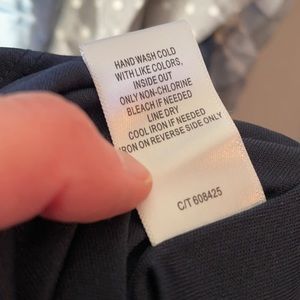 HAND WASH COLD
WITH LIKE COLORS,
INSIDE OUT
ONLY NON-CHLORINE
BLEACH IF NEEDED
LINE DRY
COOL IRON IF NEEDED
IRON ON REVERSE SIDE ONLY
C/T 608425